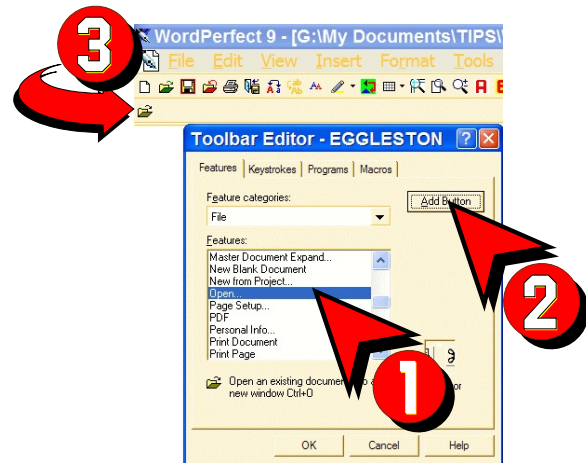 3
WordPerfect 9 - [G:\My Documents\TIPS\
File Edit View Insert Format Tools
Toolbar Editor - EGGLESTON
Features Keystrokes Programs Macros
Feature categories:
File
Add Button
Features:
Master Document Expand...
New Blank Document
New from Project...
Open...
Page Setup...
PDF
Personal Info...
Print Document
Print Page
2
1
Open an existing document
new window Ctrl+O
OK Cancel Help